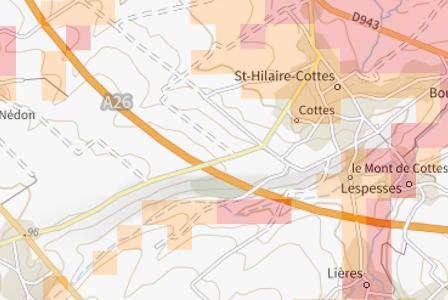 D943
St-Hilaire-Cottes
A26
Cottes
Bou
Nédon
le Mont de Cottes
Lespesses
96
Lières